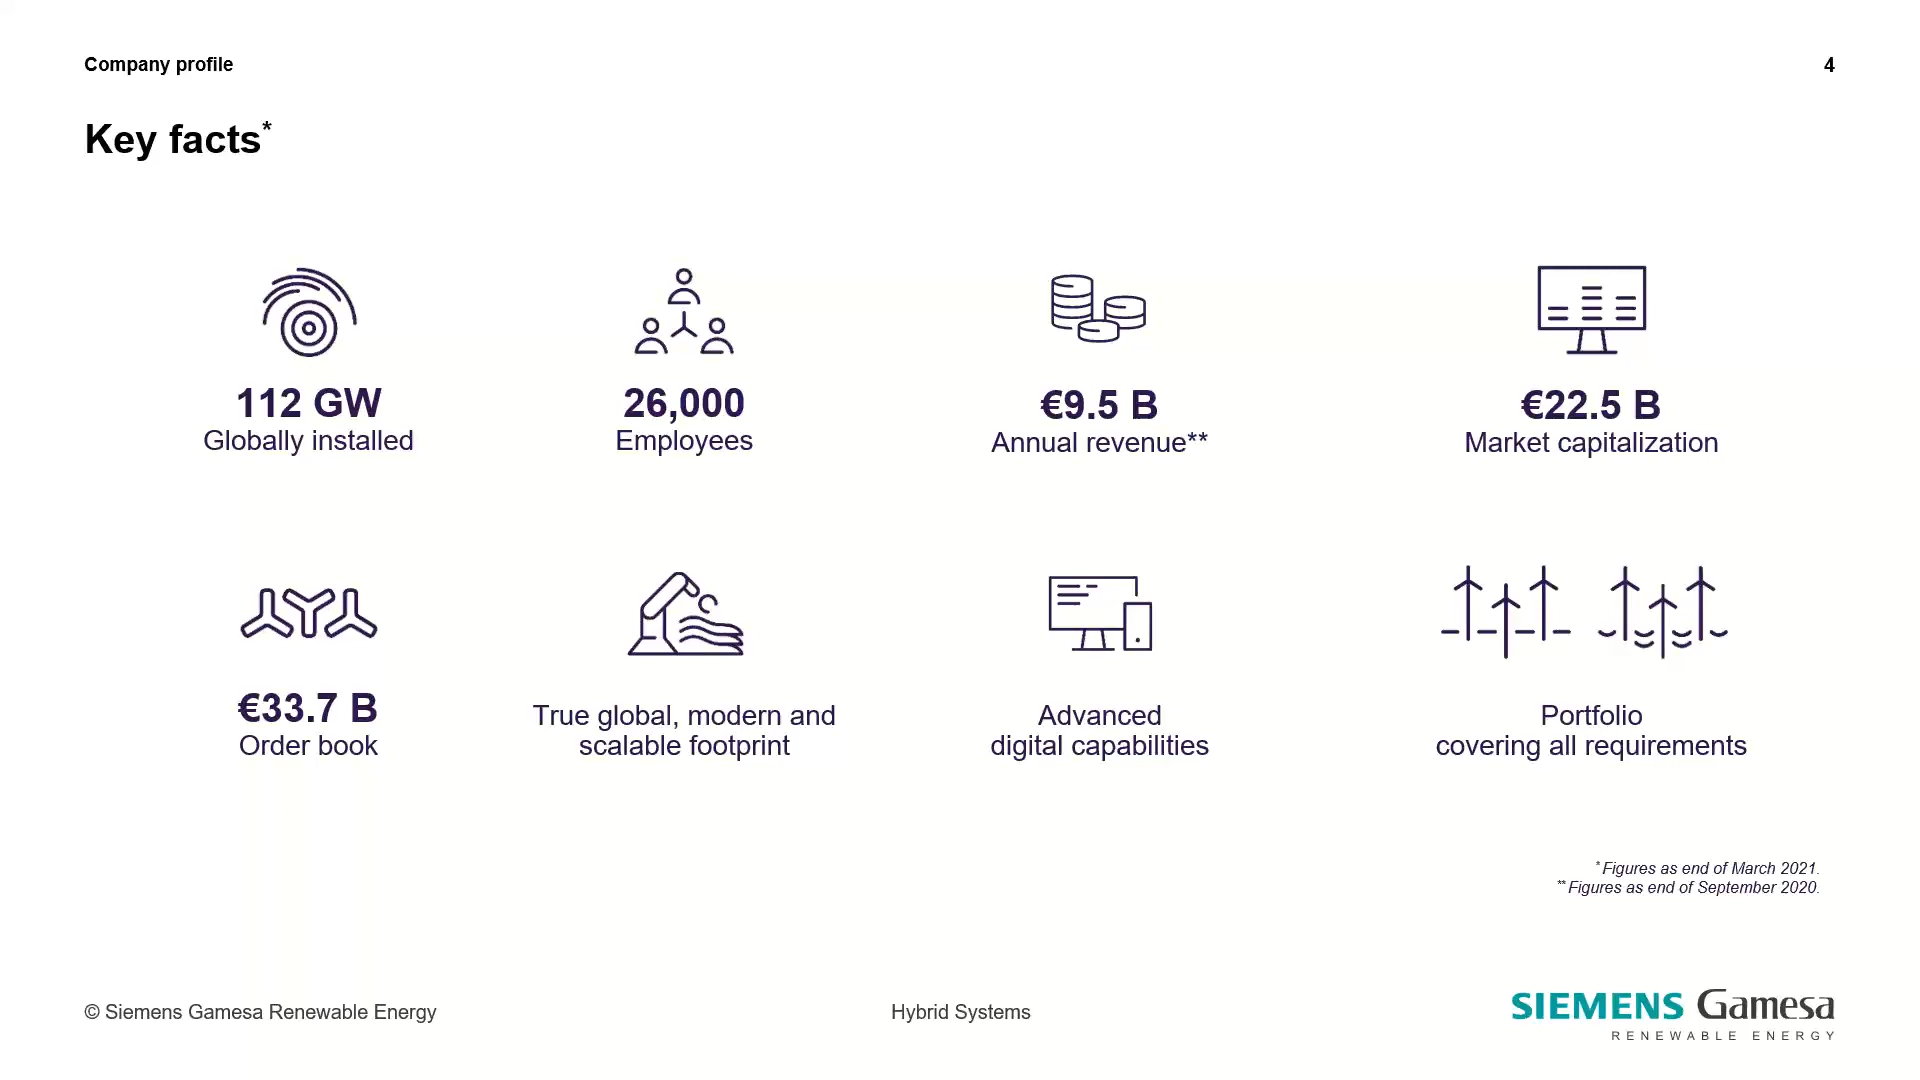 Company profile
4
Key facts*
112 GW
Globally installed
26,000
Employees
€9.5 B
Annual revenue**
€22.5 B
Market capitalization
€33.7 B
Order book
True global, modern and
scalable footprint
Advanced
digital capabilities
Portfolio
covering all requirements
* Figures as end of March 2021.
** Figures as end of September 2020.
© Siemens Gamesa Renewable Energy
Hybrid Systems
SIEMENS Gamesa
RENEWABLE ENERGY